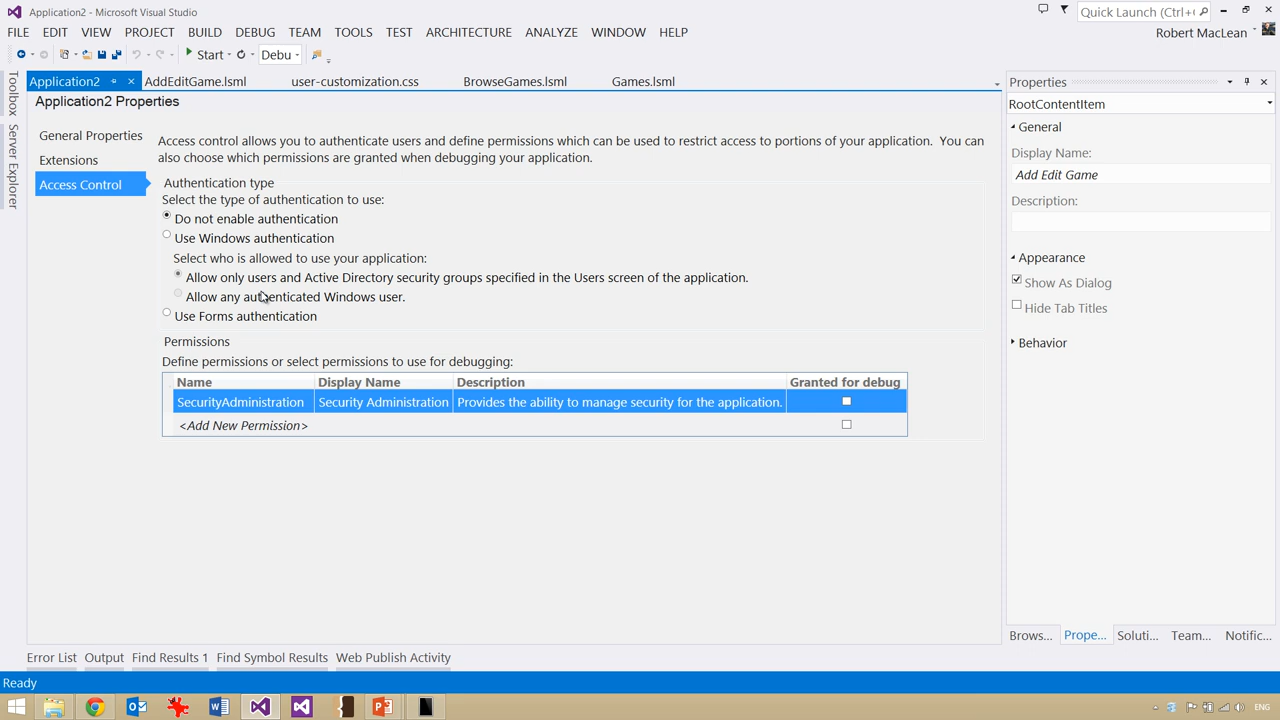 Application2 - Microsoft Visual Studio
Quick Launch (Ctrl+
FILE EDIT VIEW PROJECT BUILD DEBUG TEAM TOOLS TEST ARCHITECTURE ANALYZE WINDOW HELP
Robert MacLean
Start
Debu
Toolbox
Server Explorer
Application2 AddEditGame.lsml user-customization.css BrowseGames.lsml Games.lsml
Application2 Properties
General Properties
Extensions
Access Control
Access control allows you to authenticate users and define permissions which can be used to restrict access to portions of your application. You
can also choose which permissions are granted when debugging your application.
Authentication type
Select the type of authentication to use:
Do not enable authentication
Use Windows authentication
Select who is allowed to use your application:
Allow only users and Active Directory security groups specified in the Users screen of the application.
Allow any authenticated Windows user.
Use Forms authentication
Permissions
Define permissions or select permissions to use for debugging:
Name Display Name Description Granted for debug
SecurityAdministration Security Administration Provides the ability to manage security for the application.
<Add New Permission>
Properties
RootContentItem
General
Display Name:
Add Edit Game
Description:
Appearance
Show As Dialog
Hide Tab Titles
Behavior
Brows... Prope... Soluti... Team... Notific...
Error List Output Find Results 1 Find Symbol Results Web Publish Activity
Ready
ENG